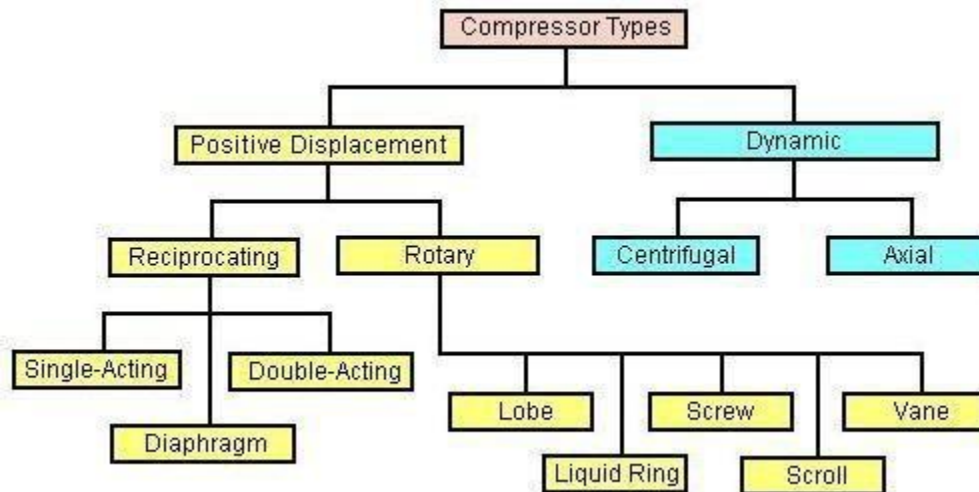 Compressor Types
Positive Displacement
Dynamic
Reciprocating
Rotary
Centrifugal
Axial
Single-Acting
Double-Acting
Diaphragm
Lobe
Screw
Vane
Liquid Ring
Scroll